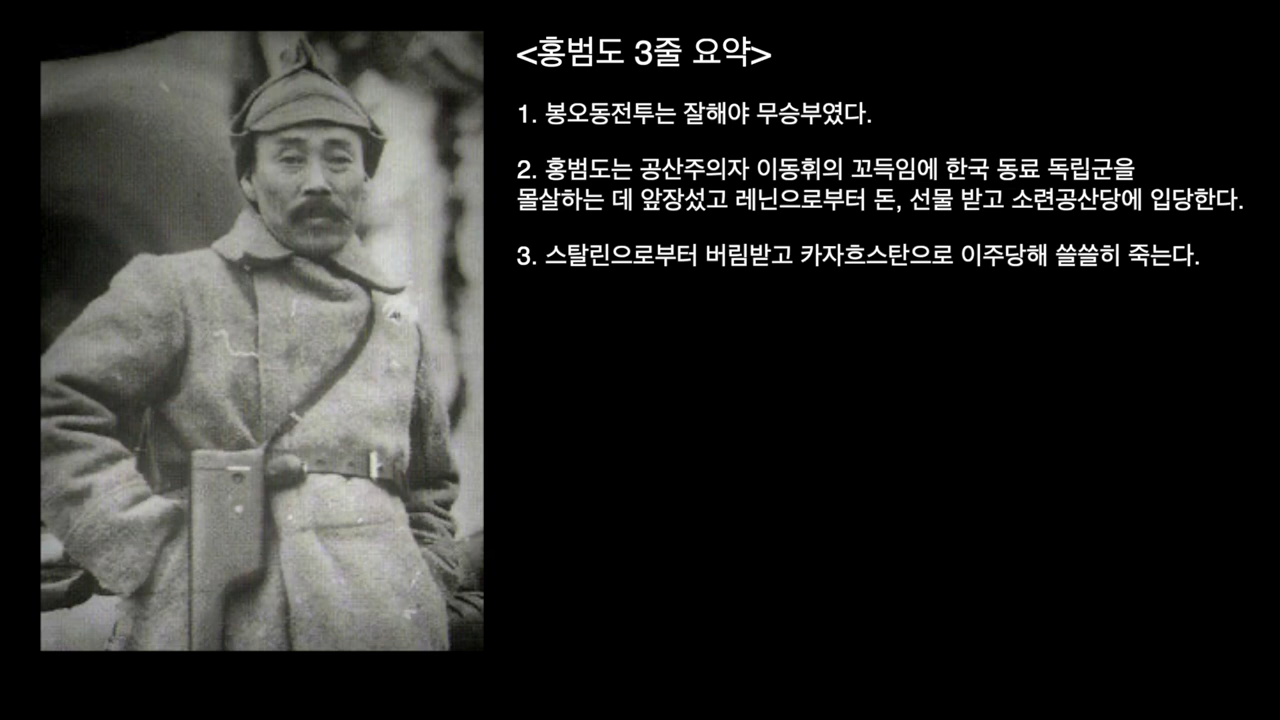 <홍범도 3줄 요약>
1. 봉오동전투는 잘해야 무승부였다.
2. 홍범도는 공산주의자 이동휘의 꼬득임에 한국 동료 독립군을
몰살하는 데 앞장섰고 레닌으로부터 돈, 선물 받고 소련공산당에 입당한다.
3. 스탈린으로부터 버림받고 카자흐스탄으로 이주당해 쓸쓸히 죽는다.